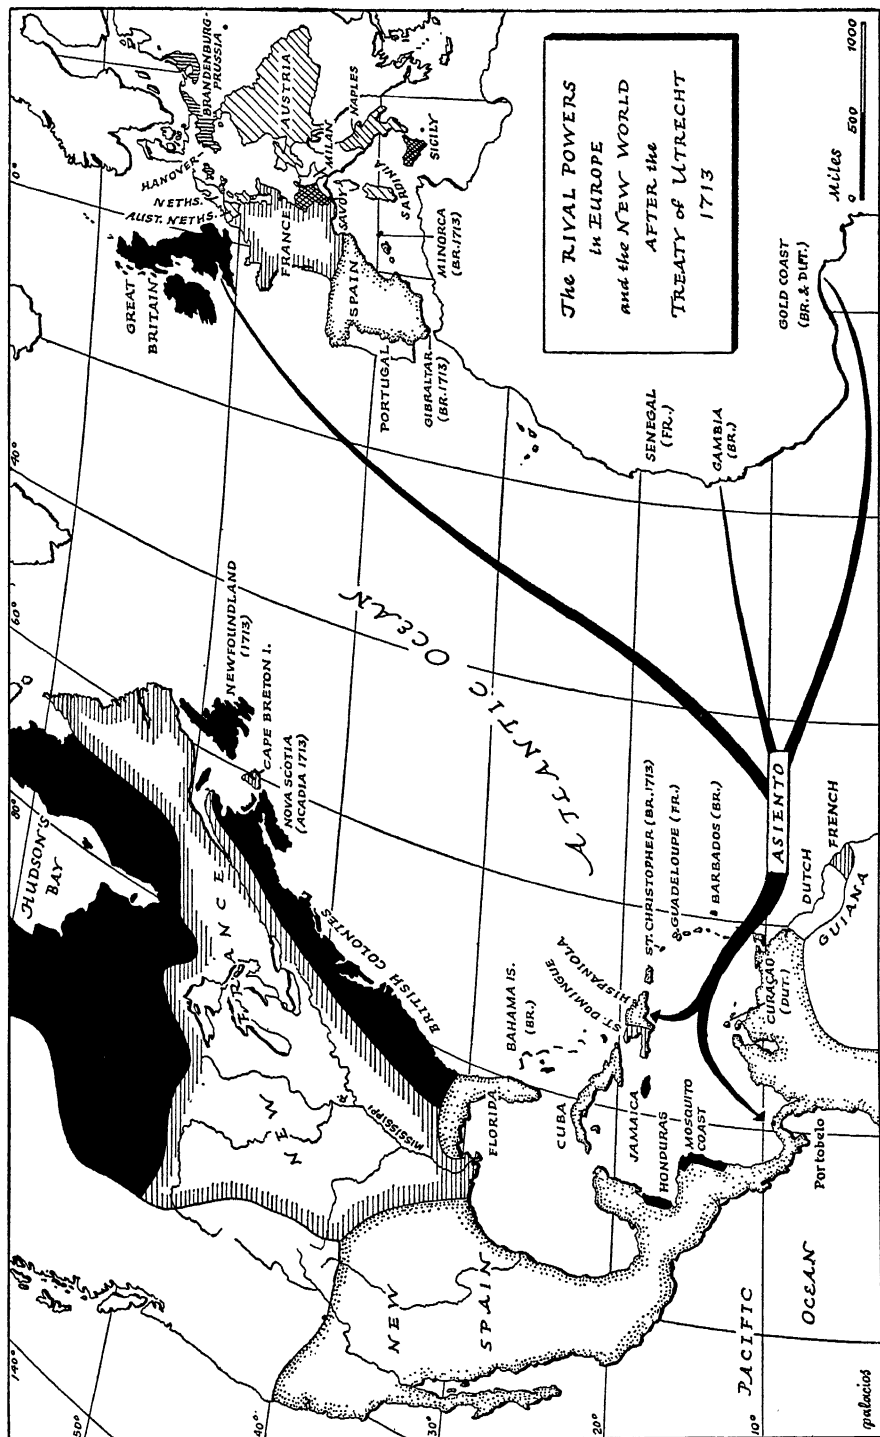 The RIVAL POWERS
in EUROPE
and the NEW WORLD
AFTER the
TREATY of UTRECHT
1713
Miles
0
500
1000
140°
80°
60°
40°
0°
50°
40°
30°
20°
10°
HUDSON'S
BAY
NEW FRANCE
MISSISSIPPI
R.
NEWFOUNDLAND
(1713)
CAPE BRETON I.
NOVA SCOTIA
(ACADIA 1713)
BRITISH COLONIES
NEW
SPAIN
FLORIDA
BAHAMA IS.
(BR.)
CUBA
ST. DOMINGUE
HISPANIOLA
JAMAICA
HONDURAS
MOSQUITO
COAST
ST. CHRISTOPHER (BR. 1713)
GUADELOUPE (FR.)
BARBADOS (BR.)
CURAÇAO
(DUT.)
Portobelo
DUTCH
FRENCH
GUIANA
PACIFIC
OCEAN
ATLANTIC OCEAN
ASIENTO
GREAT
BRITAIN
HANOVER
NETHS.
AUST. NETHS.
BRANDENBURG-
PRUSSIA
AUSTRIA
FRANCE
SAVOY
MILAN
NAPLES
SARDINIA
SICILY
SPAIN
PORTUGAL
MINORCA
(BR. 1713)
GIBRALTAR
(BR. 1713)
SENEGAL
(FR.)
GAMBIA
(BR.)
GOLD COAST
(BR. & DUT.)
palacios